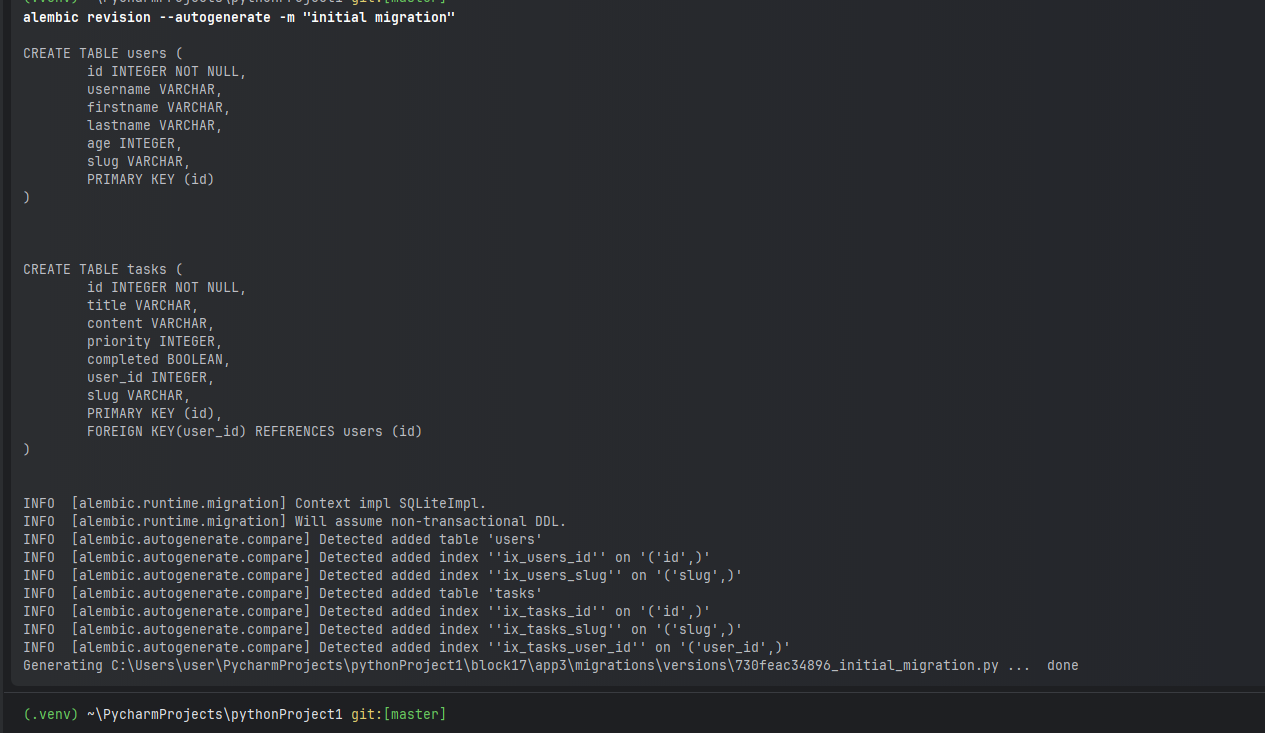 (.venv) ~\PycharmProjects\pythonProject1 git:[master]
alembic revision --autogenerate -m "initial migration"
CREATE TABLE users (
id INTEGER NOT NULL,
username VARCHAR,
firstname VARCHAR,
lastname VARCHAR,
age INTEGER,
slug VARCHAR,
PRIMARY KEY (id)
)
CREATE TABLE tasks (
id INTEGER NOT NULL,
title VARCHAR,
content VARCHAR,
priority INTEGER,
completed BOOLEAN,
user_id INTEGER,
slug VARCHAR,
PRIMARY KEY (id),
FOREIGN KEY(user_id) REFERENCES users (id)
)
INFO  [alembic.runtime.migration] Context impl SQLiteImpl.
INFO  [alembic.runtime.migration] Will assume non-transactional DDL.
INFO  [alembic.autogenerate.compare] Detected added table 'users'
INFO  [alembic.autogenerate.compare] Detected added index ''ix_users_id'' on '('id',)'
INFO  [alembic.autogenerate.compare] Detected added index ''ix_users_slug'' on '('slug',)'
INFO  [alembic.autogenerate.compare] Detected added table 'tasks'
INFO  [alembic.autogenerate.compare] Detected added index ''ix_tasks_id'' on '('id',)'
INFO  [alembic.autogenerate.compare] Detected added index ''ix_tasks_slug'' on '('slug',)'
INFO  [alembic.autogenerate.compare] Detected added index ''ix_tasks_user_id'' on '('user_id',)'
Generating C:\Users\user\PycharmProjects\pythonProject1\block17\app3\migrations\versions\730feac34896_initial_migration.py ...  done
(.venv) ~\PycharmProjects\pythonProject1 git:[master]